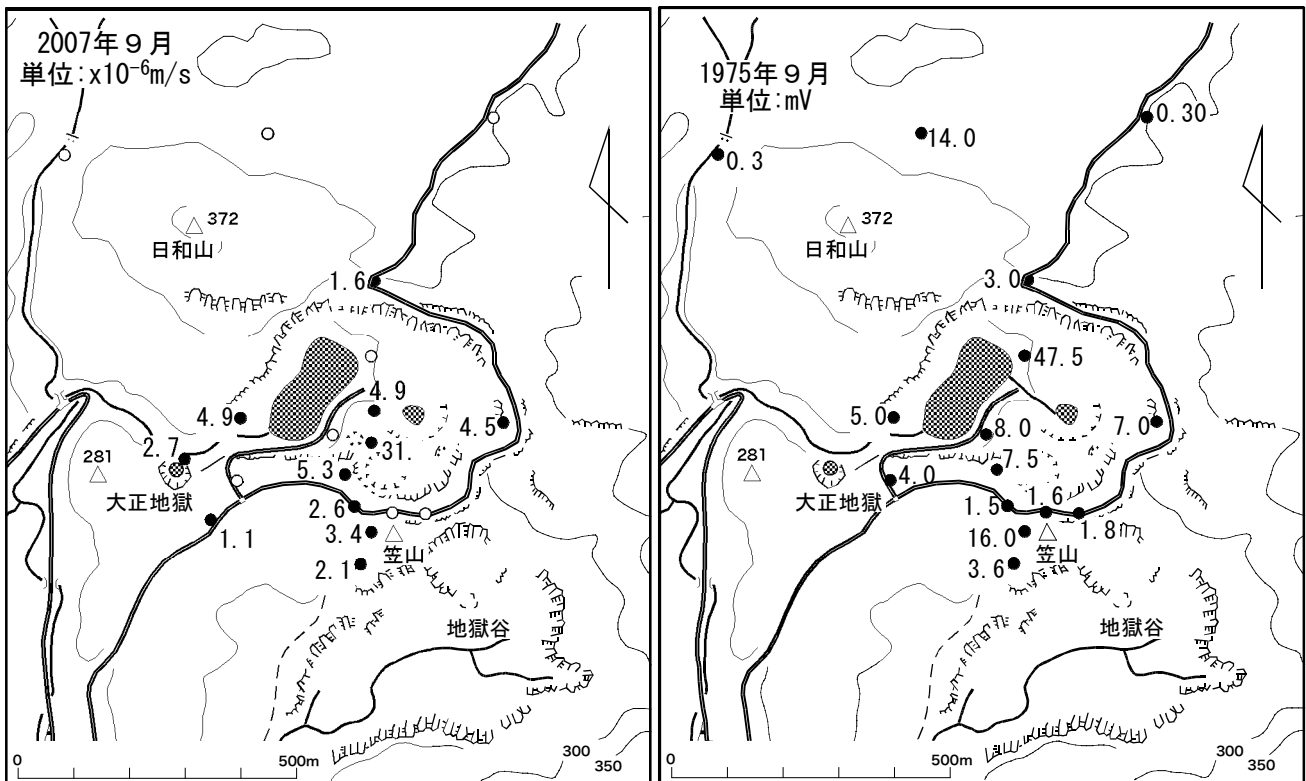 2007年9月
単位:x10⁻⁶m/s
372
日和山
1.6
4.9
4.9
4.5
2.7
31.
281
5.3
大正地獄
2.6
1.1
3.4
笠山
2.1
地獄谷
300
350
0
500m
1975年9月
単位:mV
0.30
14.0
0.3
372
日和山
3.0
47.5
5.0
8.0
7.0
281
7.5
4.0
大正地獄
1.6
1.5
1.8
16.0
笠山
3.6
地獄谷
300
350
0
500m